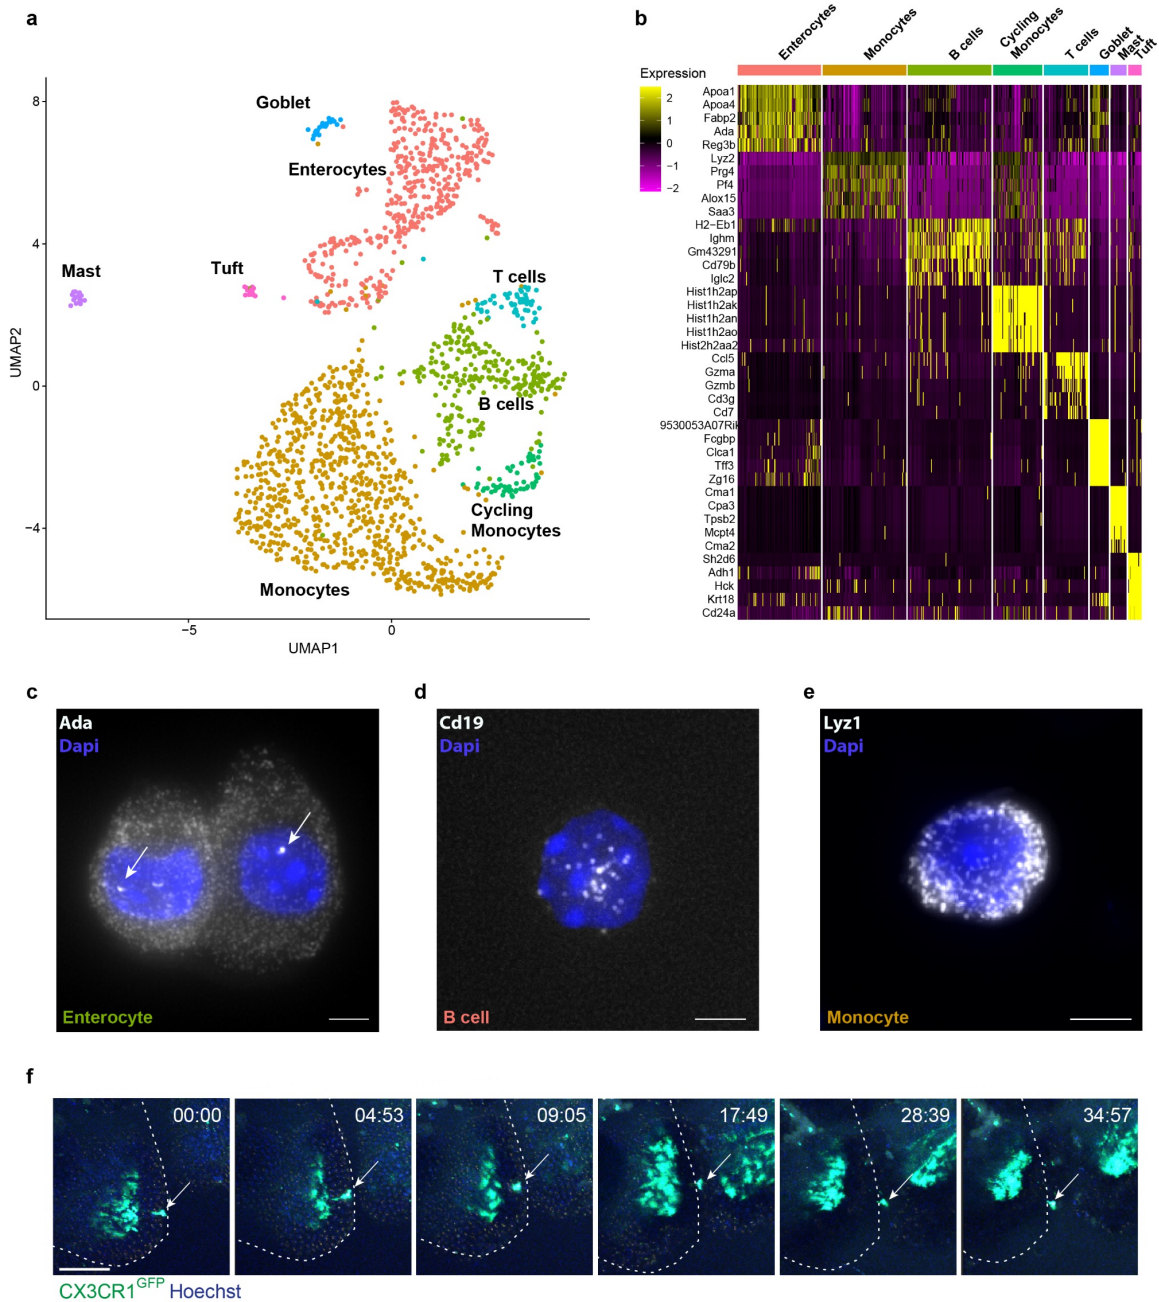 a
8
4
0
−4
UMAP2
−5
0
UMAP1
Goblet
Enterocytes
Mast
Tuft
T cells
B cells
Cycling
Monocytes
Monocytes
b
Enterocytes
Monocytes
B cells
Cycling
Monocytes
T cells
Goblet
Mast
Tuft
Expression
2
1
0
−1
−2
Apoa1
Apoa4
Fabp2
Ada
Reg3b
Lyz2
Prg4
Pf4
Alox15
Saa3
H2−Eb1
Ighm
Gm43291
Cd79b
Iglc2
Hist1h2ap
Hist1h2ak
Hist1h2an
Hist1h2ao
Hist2h2aa2
Ccl5
Gzma
Gzmb
Cd3g
Cd7
9530053A07Rik
Fcgbp
Clca1
Tff3
Zg16
Cma1
Cpa3
Tpsb2
Mcpt4
Cma2
Sh2d6
Adh1
Hck
Krt18
Cd24a
c
Ada
Dapi
Enterocyte
d
Cd19
Dapi
B cell
e
Lyz1
Dapi
Monocyte
f
00:00
04:53
09:05
17:49
28:39
34:57
CX3CR1GFP Hoechst